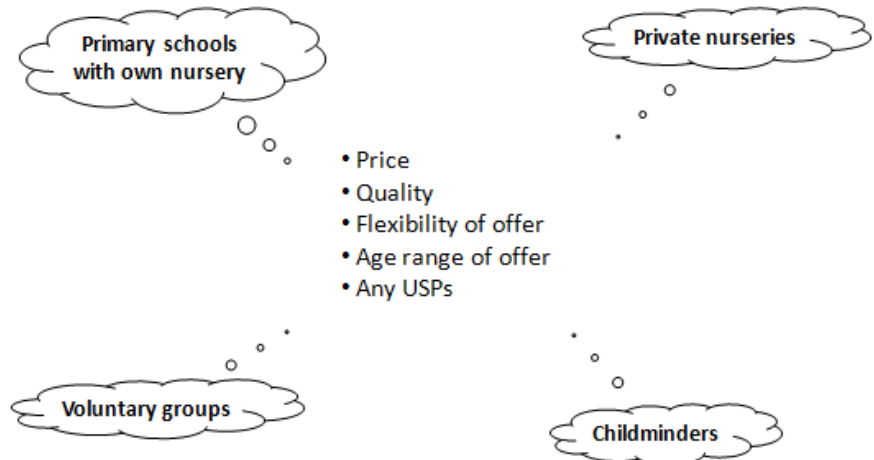 Primary schools
with own nursery
Private nurseries
• Price
• Quality
• Flexibility of offer
• Age range of offer
• Any USPs
Voluntary groups
Childminders